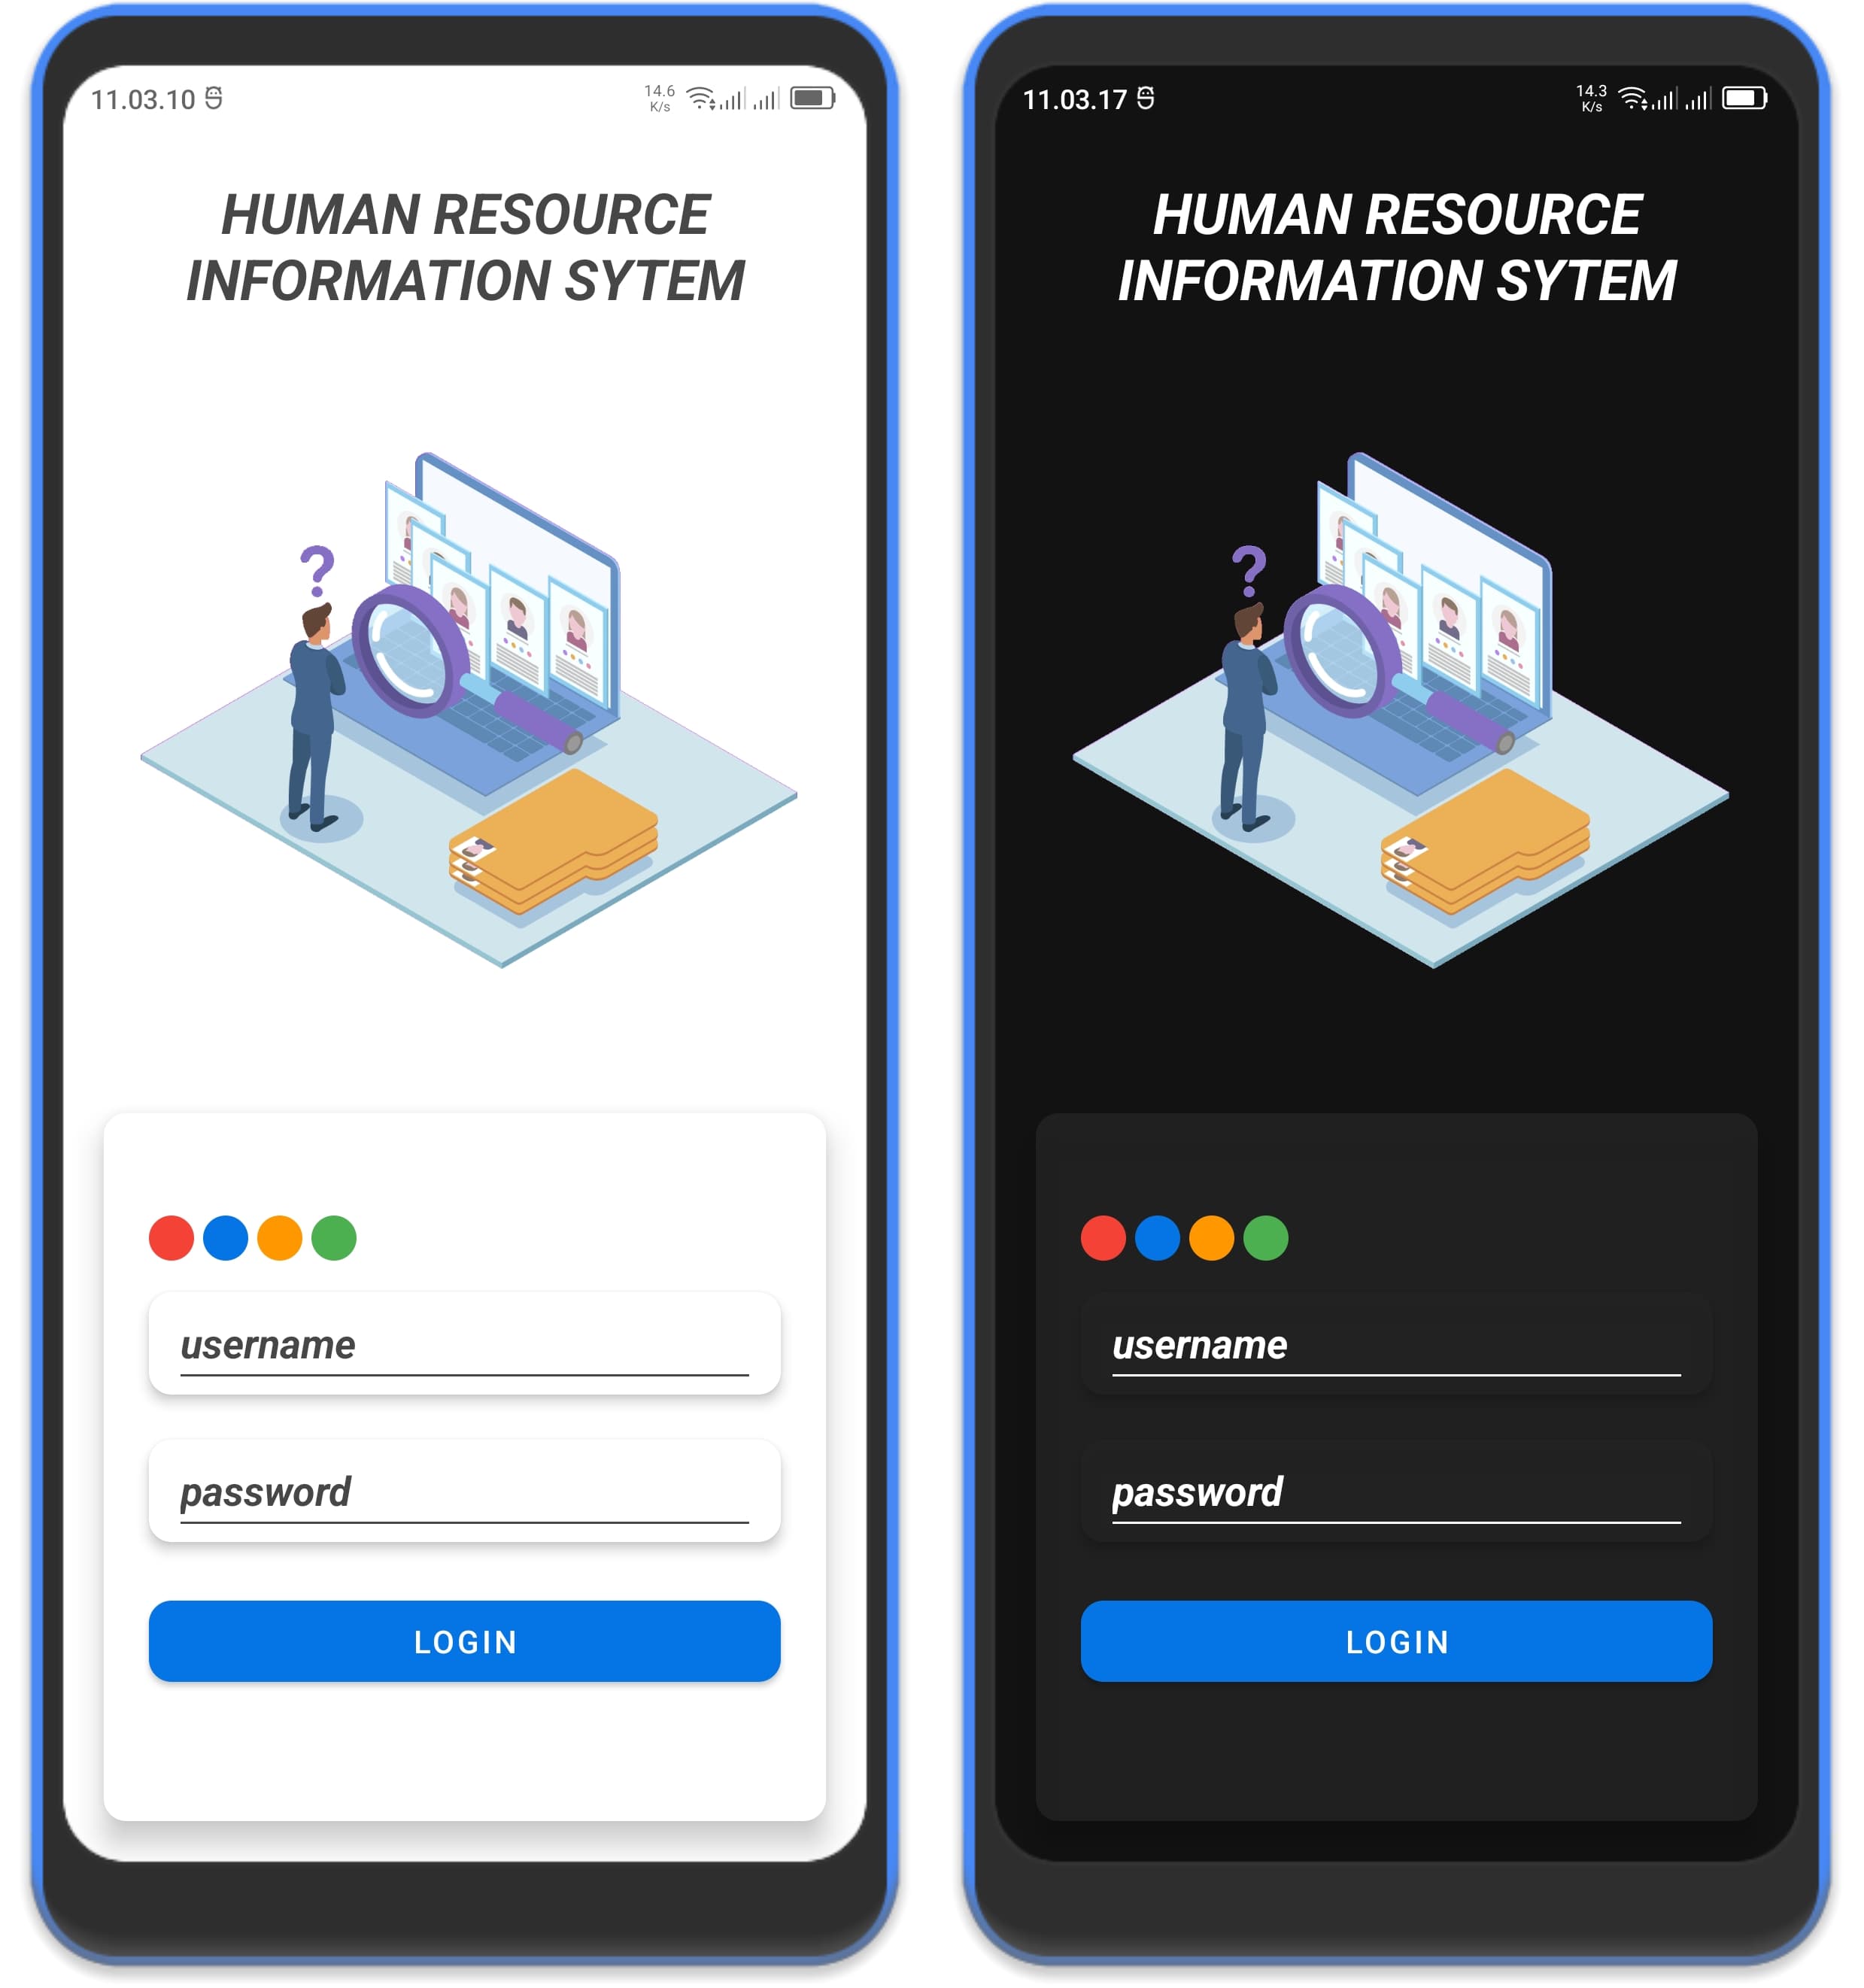 11.03.10
14.6
K/s
HUMAN RESOURCE
INFORMATION SYTEM
?
username
password
LOGIN
11.03.17
14.3
K/s
HUMAN RESOURCE
INFORMATION SYTEM
?
username
password
LOGIN